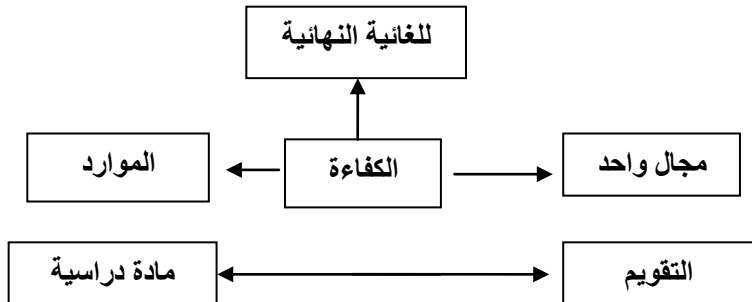 للغائية النهائية
مجال واحد
الكفاءة
الموارد
التقويم
مادة دراسية